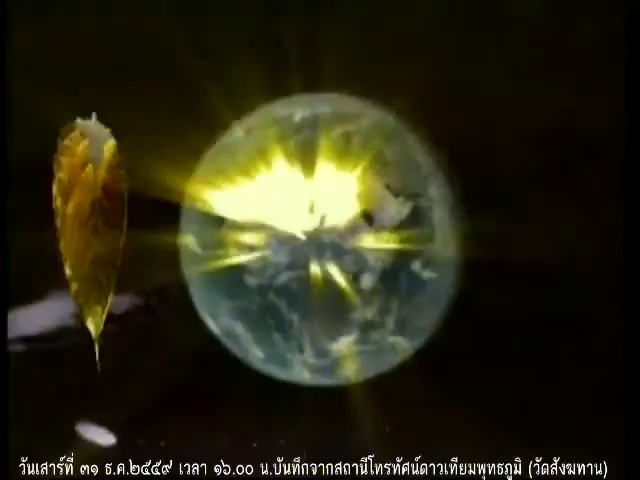 วันเสาร์ที่ ๓๑ ธ.ค.๒๕๕๙ เวลา ๑๖.๐๐ น.บันทึกจากสถานีโทรทัศน์ดาวเทียมพุทธภูมิ (วัดสังฆทาน)